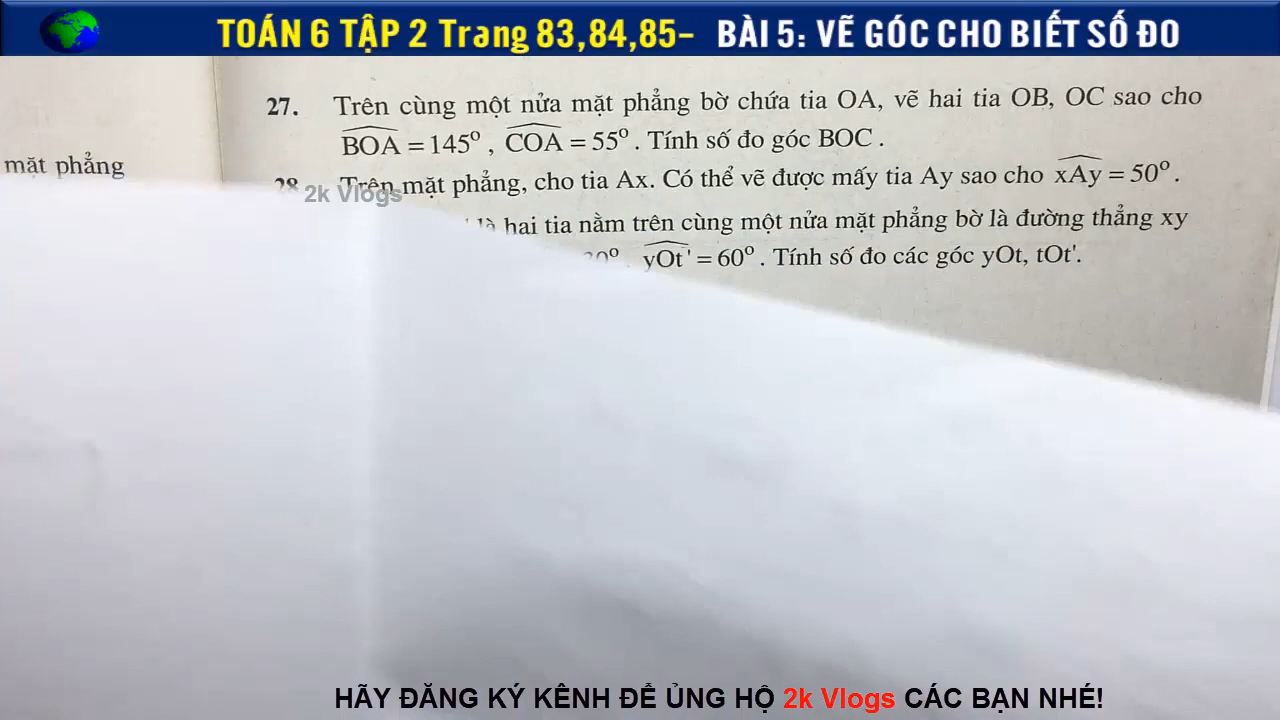 TOÁN 6 TẬP 2 Trang 83,84,85- BÀI 5: VẼ GÓC CHO BIẾT SỐ ĐO
mặt phẳng
27. Trên cùng một nửa mặt phẳng bờ chứa tia OA, vẽ hai tia OB, OC sao cho
BOA = 145°, COA = 55°. Tính số đo góc BOC.
28. Trên mặt phẳng, cho tia Ax. Có thể vẽ được mấy tia Ay sao cho xAy = 50°.
2k Vlogs
hai tia nằm trên cùng một nửa mặt phẳng bờ là đường thẳng xy
yOt' = 60°. Tính số đo các góc yOt, tOt'.
HÃY ĐĂNG KÝ KÊNH ĐỂ ỦNG HỘ 2k Vlogs CÁC BẠN NHÉ!